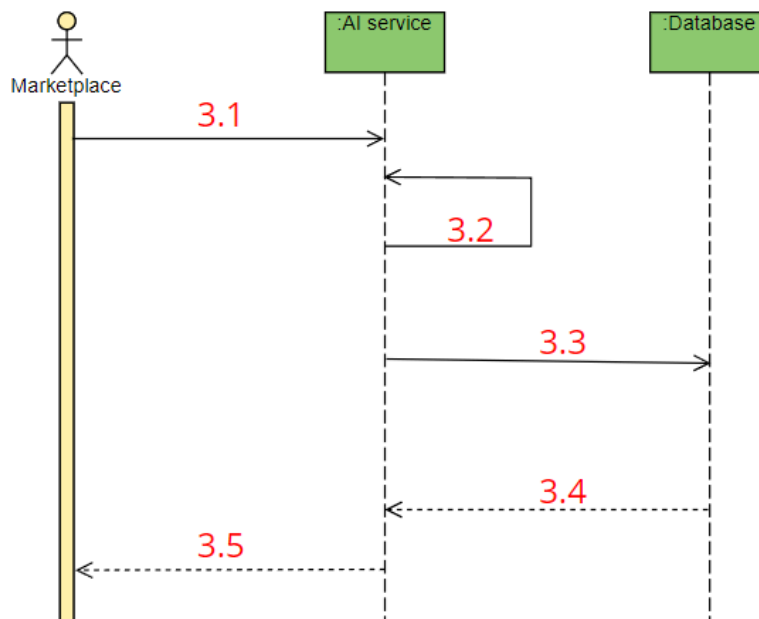 :AI service
:Database
Marketplace
3.1
3.2
3.3
3.4
3.5